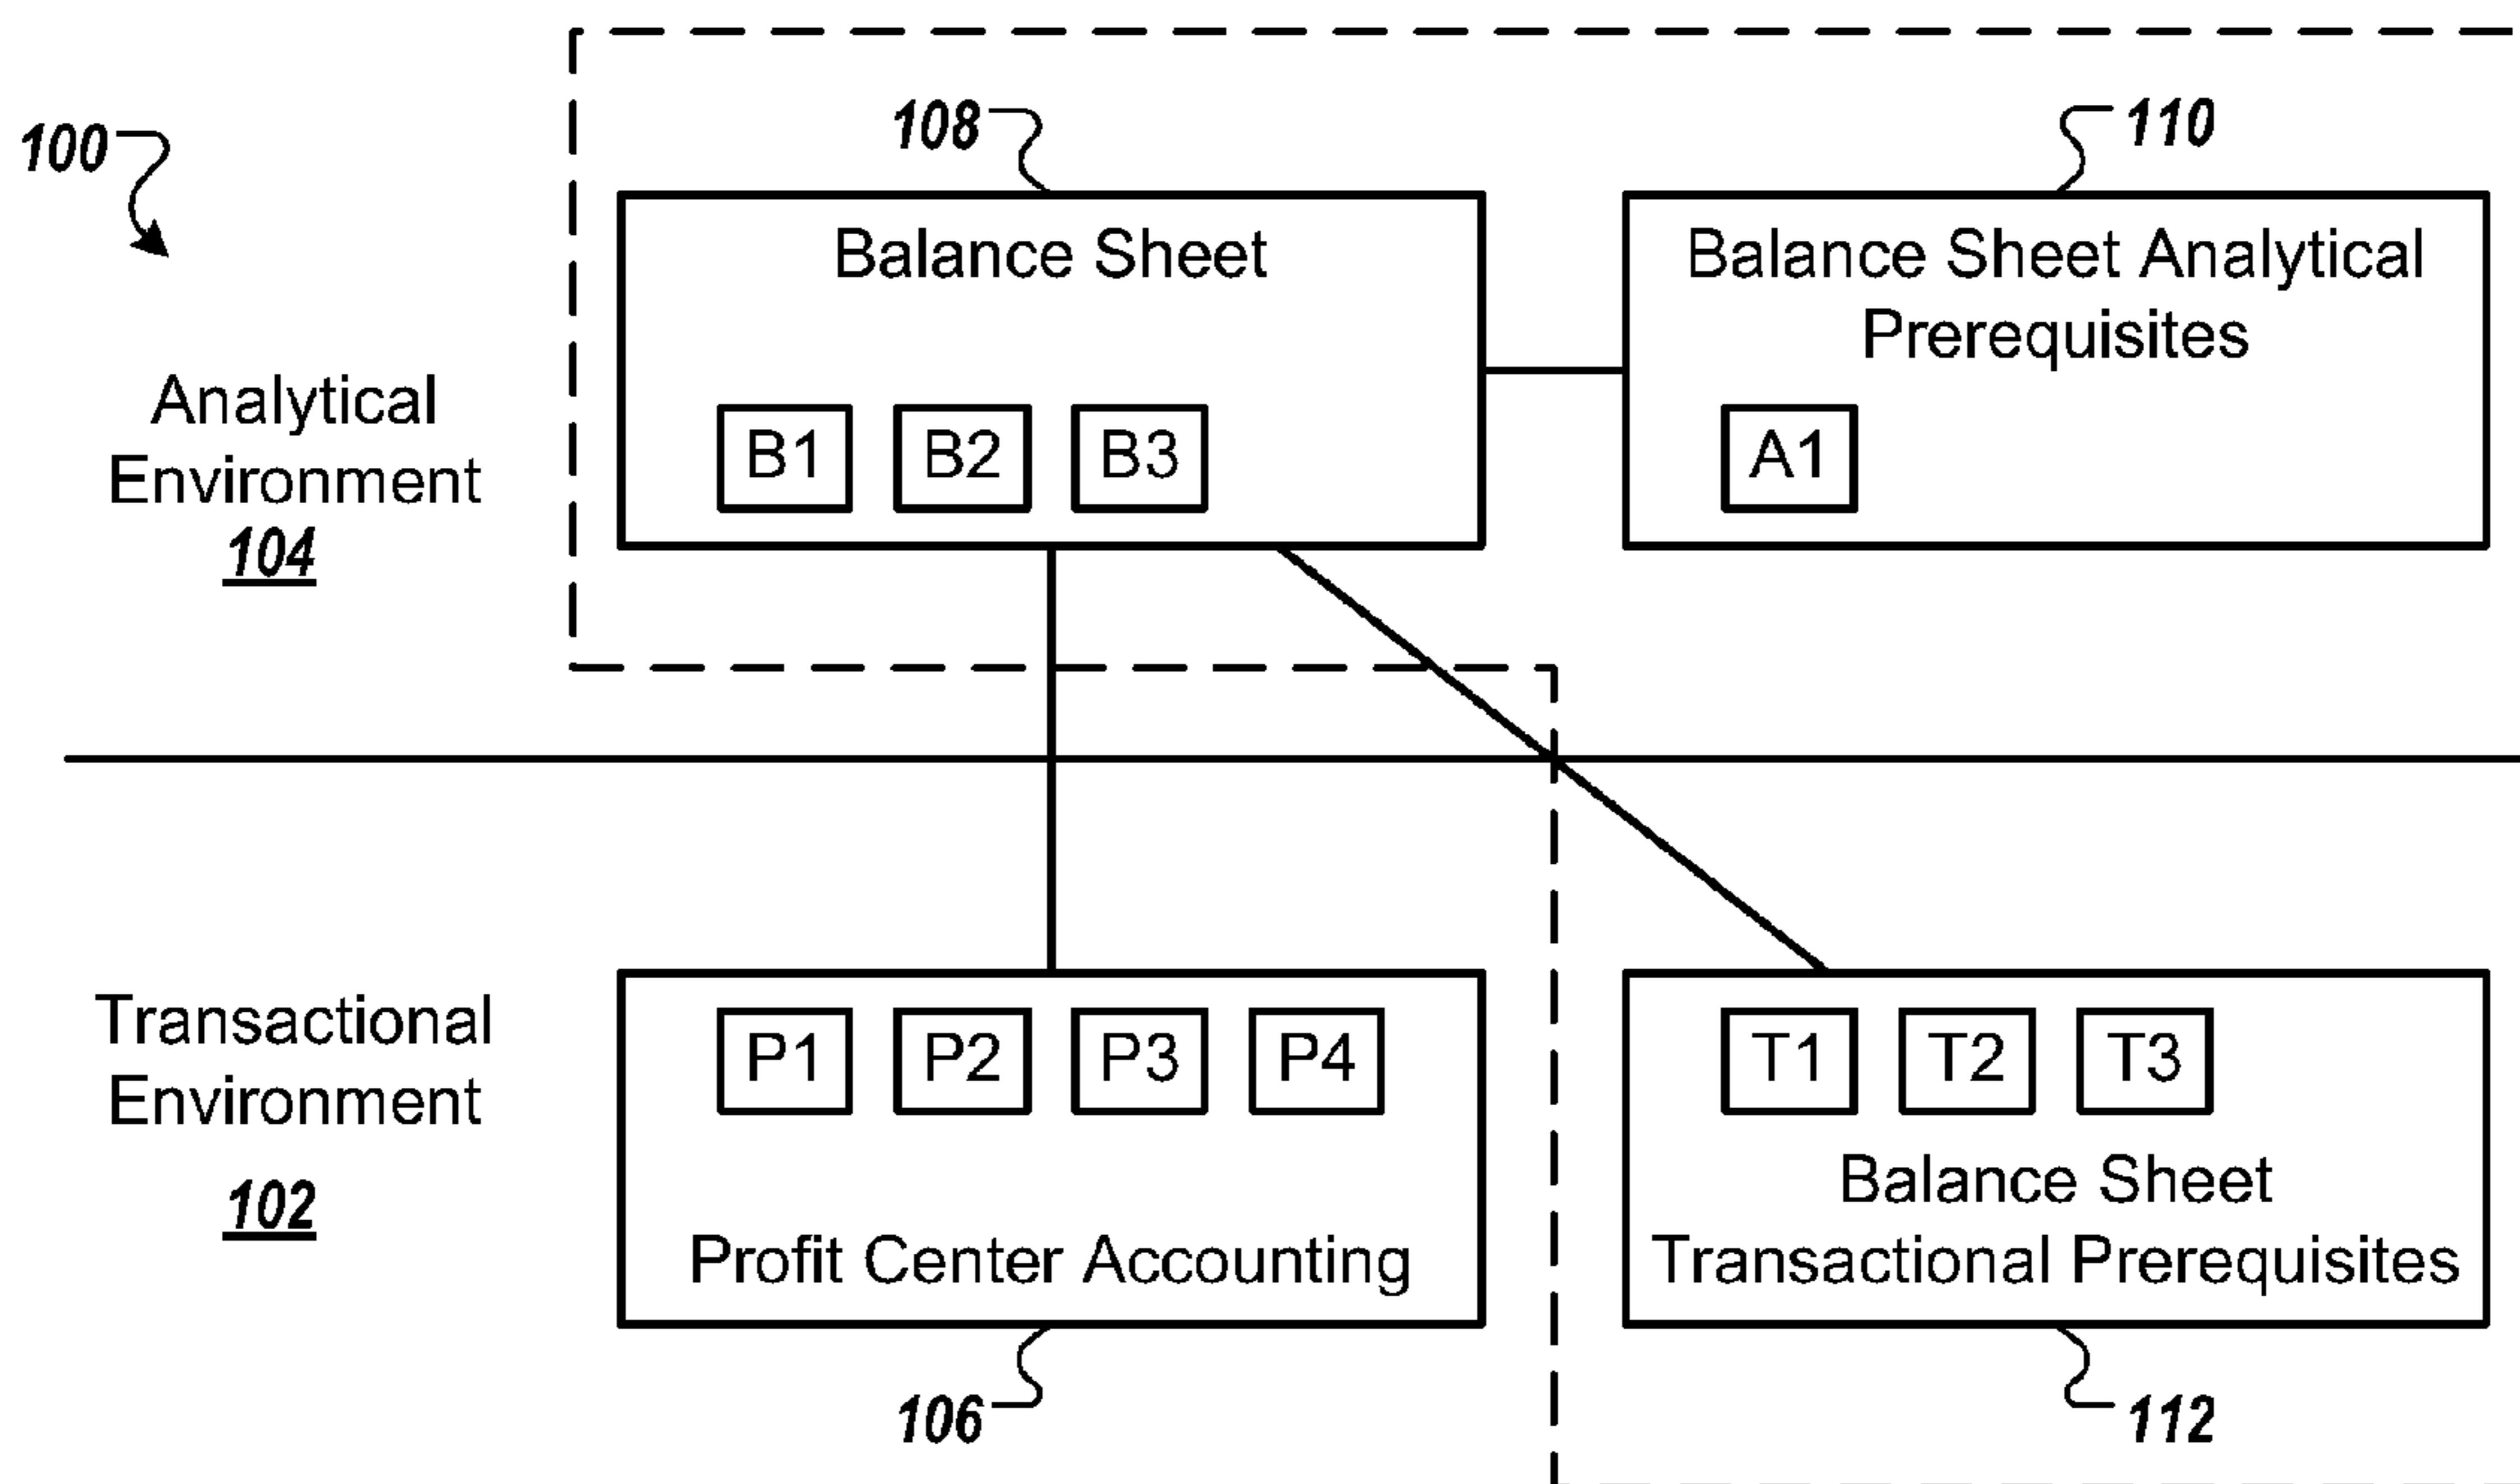 100
108
110
Balance Sheet
Balance Sheet Analytical
Prerequisites
Analytical
Environment
104
B1 B2 B3
A1
Transactional
Environment
102
P1 P2 P3 P4
Profit Center Accounting
T1 T2 T3
Balance Sheet
Transactional Prerequisites
106
112